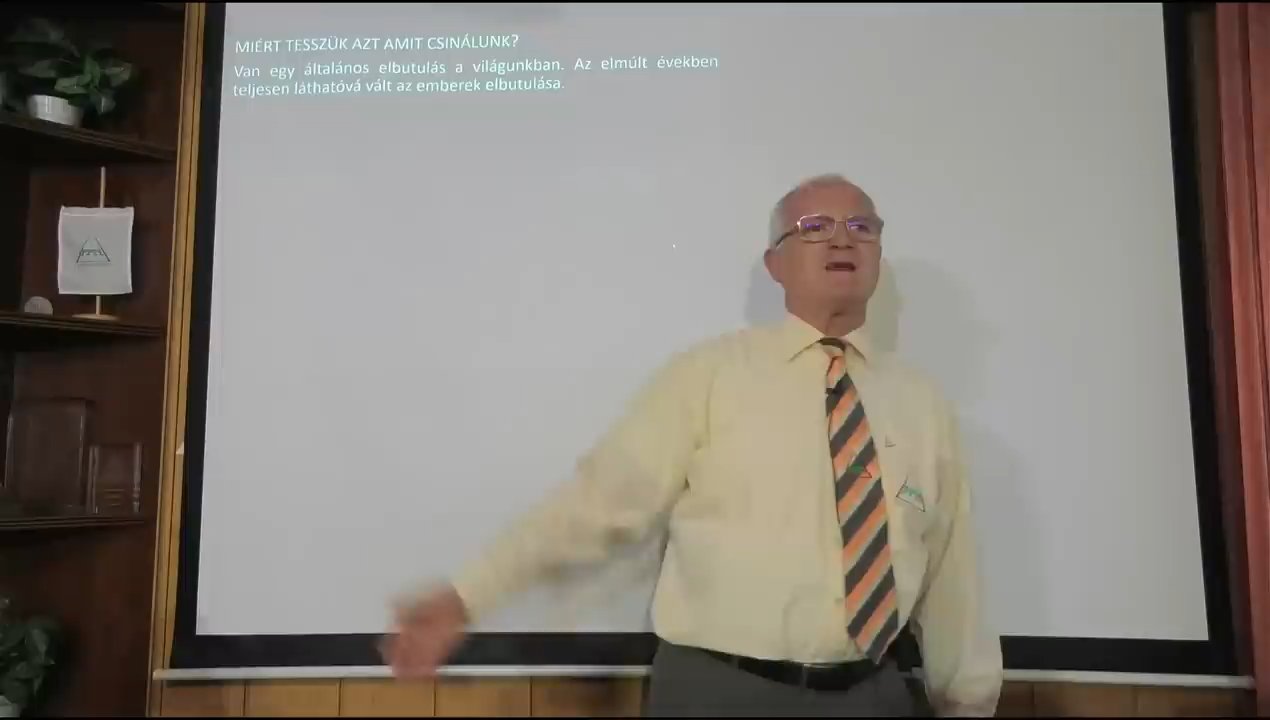 MIÉRT TESSZÜK AZT AMIT CSINÁLUNK?
Van egy általános elbutulás a világunkban. Az elmúlt években
teljesen láthatóvá vált az emberek elbutulása.